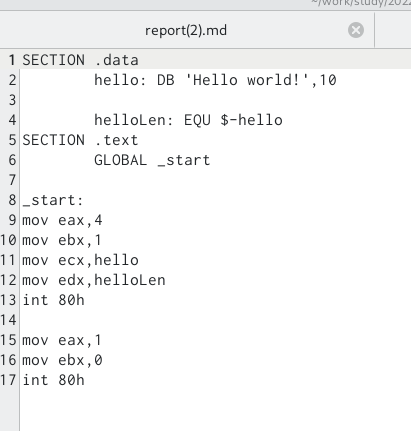 ~/work/study/202
report(2).md
1 SECTION .data
2 hello: DB 'Hello world!',10
3
4 helloLen: EQU $-hello
5 SECTION .text
6 GLOBAL _start
7
8 _start:
9 mov eax,4
10 mov ebx,1
11 mov ecx,hello
12 mov edx,helloLen
13 int 80h
14
15 mov eax,1
16 mov ebx,0
17 int 80h